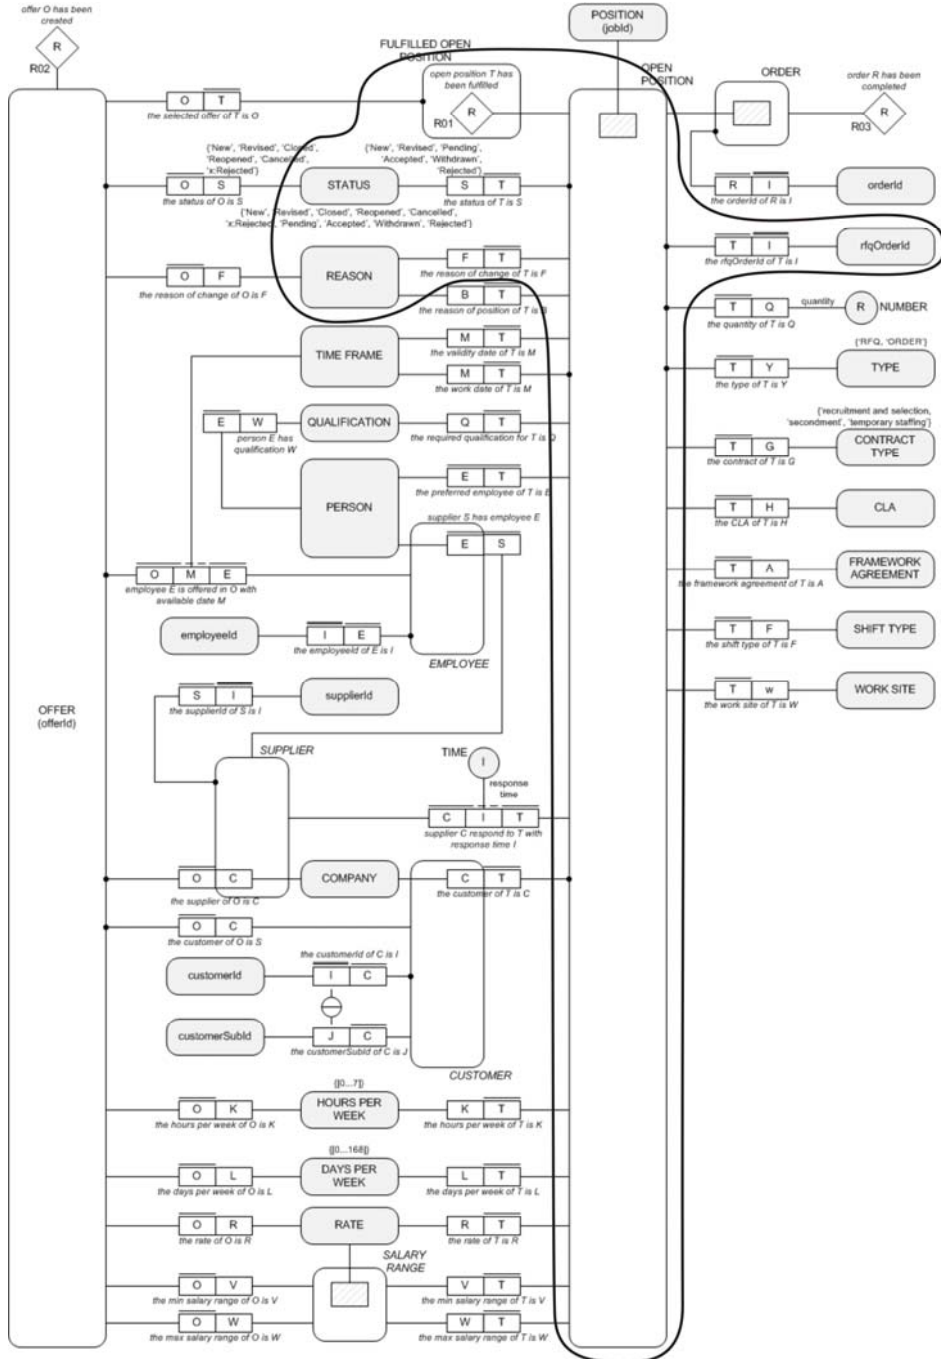 offer O has been
created
R
R02
POSITION
(jobId)
FULFILLED OPEN
POSITION
open position T has
been fulfilled
R
R01
OPEN
POSITION
ORDER
order R has been
completed
R
R03
O T
the selected offer of T is O
{'New', 'Revised', 'Closed',
'Reopened', 'Cancelled',
'x:Rejected'}
O S
the status of O is S
STATUS
{'New', 'Revised', 'Pending',
'Accepted', 'Withdrawn',
'Rejected'}
S T
the status of T is S
{'New', 'Revised', 'Closed', 'Reopened', 'Cancelled',
'x:Rejected', 'Pending', 'Accepted', 'Withdrawn', 'Rejected'}
R I
the orderId of R is I
orderId
T I
the rfqOrderId of T is I
rfqOrderId
O F
the reason of change of O is F
REASON
F T
the reason of change of T is F
B T
the reason of position of T is B
T Q
the quantity of T is Q
quantity
R
NUMBER
TIME FRAME
M T
the validity date of T is M
M T
the work date of T is M
{'RFQ, 'ORDER'}
T Y
the type of T is Y
TYPE
E W
person E has
qualification W
QUALIFICATION
Q T
the required qualification for T is Q
{'recruitment and selection,
'secondment', 'temporary staffing'}
T G
the contract of T is G
CONTRACT
TYPE
PERSON
E T
the preferred employee of T is E
supplier S has employee E
E S
T H
the CLA of T is H
CLA
O M E
employee E is offered in O with
available date M
T A
the framework agreement of T is A
FRAMEWORK
AGREEMENT
employeeId
I E
the employeeId of E is I
EMPLOYEE
T F
the shift type of T is F
SHIFT TYPE
S I
the supplierId of S is I
supplierId
T w
the work site of T is W
WORK SITE
OFFER
(offerId)
SUPPLIER
TIME
I
response
time
C I T
supplier C respond to T with
response time I
O C
the supplier of O is C
COMPANY
C T
the customer of T is C
O C
the customer of O is S
the customerId of C is I
customerId
I C
customerSubId
J C
the customerSubId of C is J
CUSTOMER
{[0...7]}
O K
the hours per week of O is K
HOURS PER
WEEK
K T
the hours per week of T is K
{[0...168]}
O L
the days per week of O is L
DAYS PER
WEEK
L T
the days per week of T is L
O R
the rate of O is R
RATE
R T
the rate of T is R
SALARY
RANGE
O V
the min salary range of O is V
V T
the min salary range of T is V
O W
the max salary range of O is W
W T
the max salary range of T is W